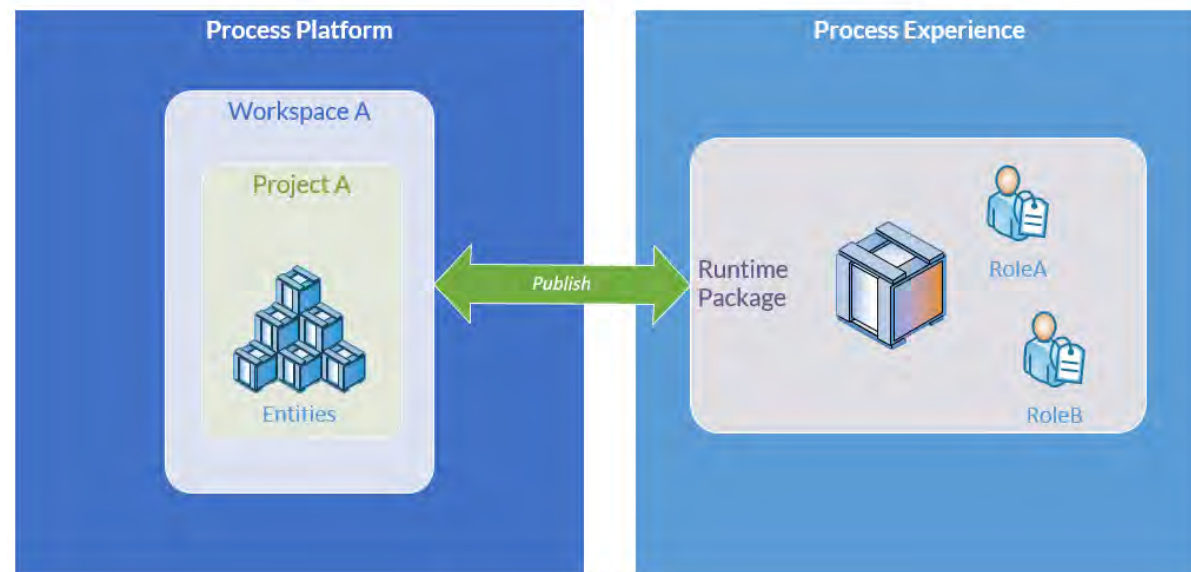 Process Platform
Workspace A
Project A
Entities
Publish
Process Experience
Runtime
Package
RoleA
RoleB